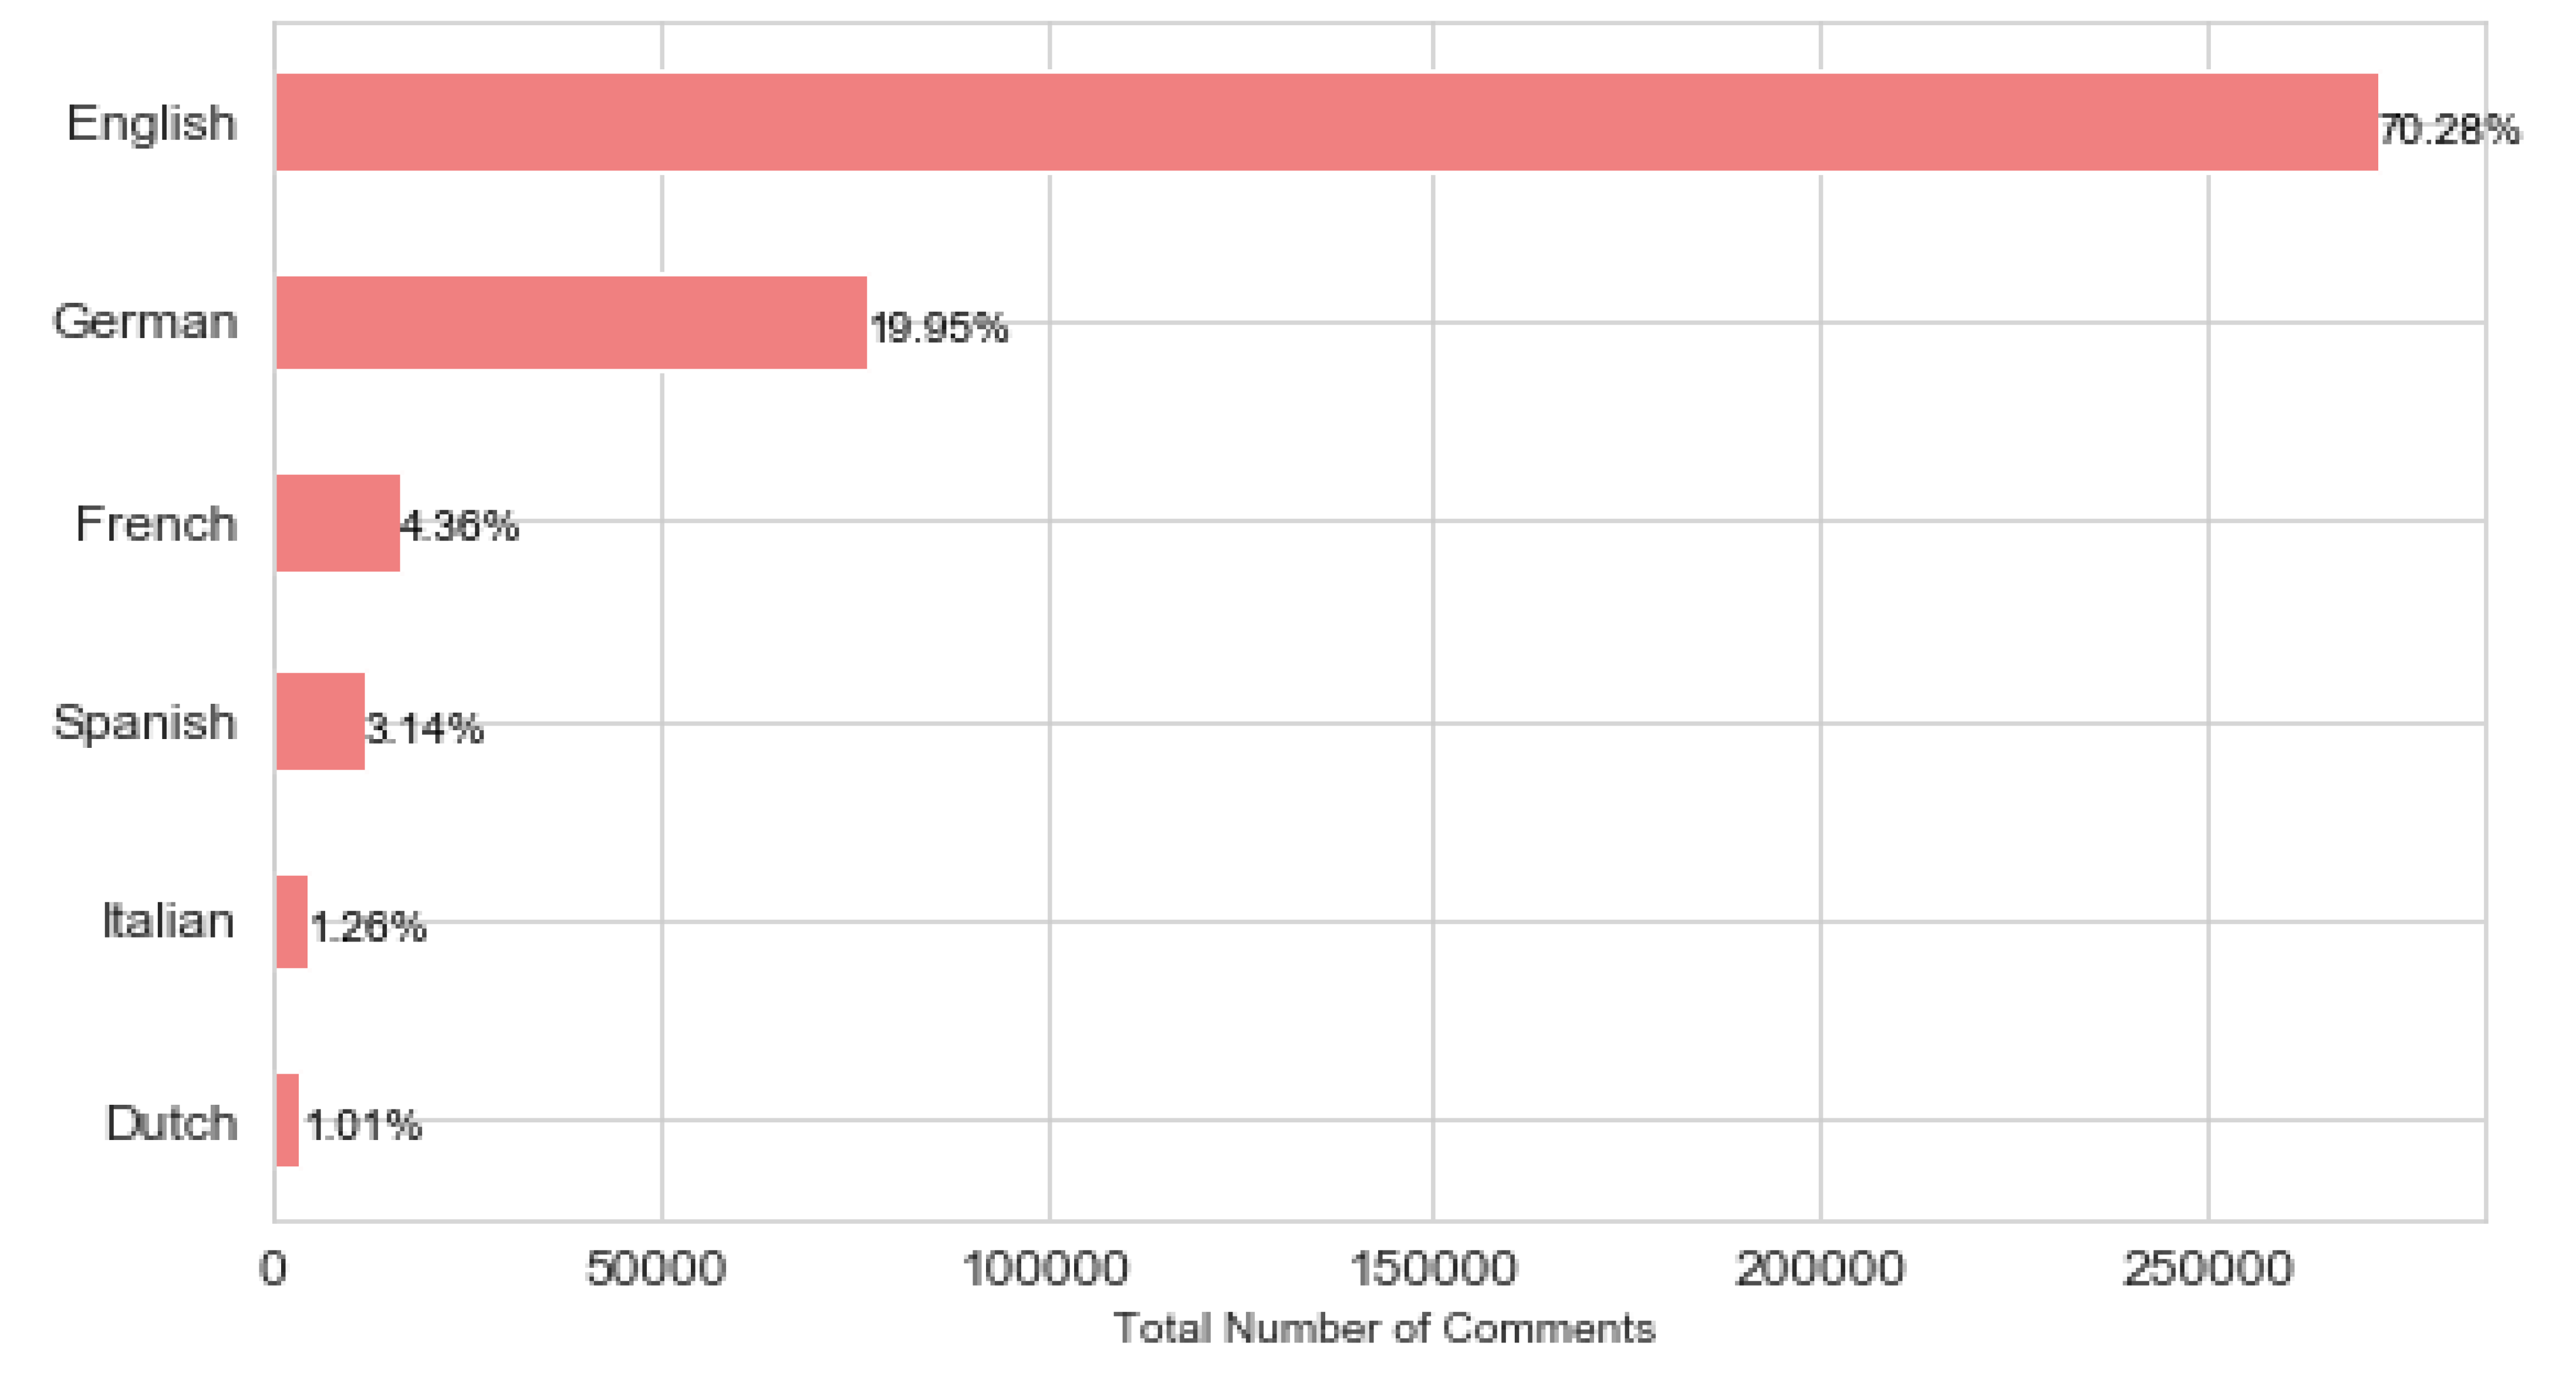 English 70.28%
German 19.95%
French 4.36%
Spanish 3.14%
Italian 1.26%
Dutch 1.01%
0 50000 100000 150000 200000 250000
Total Number of Comments